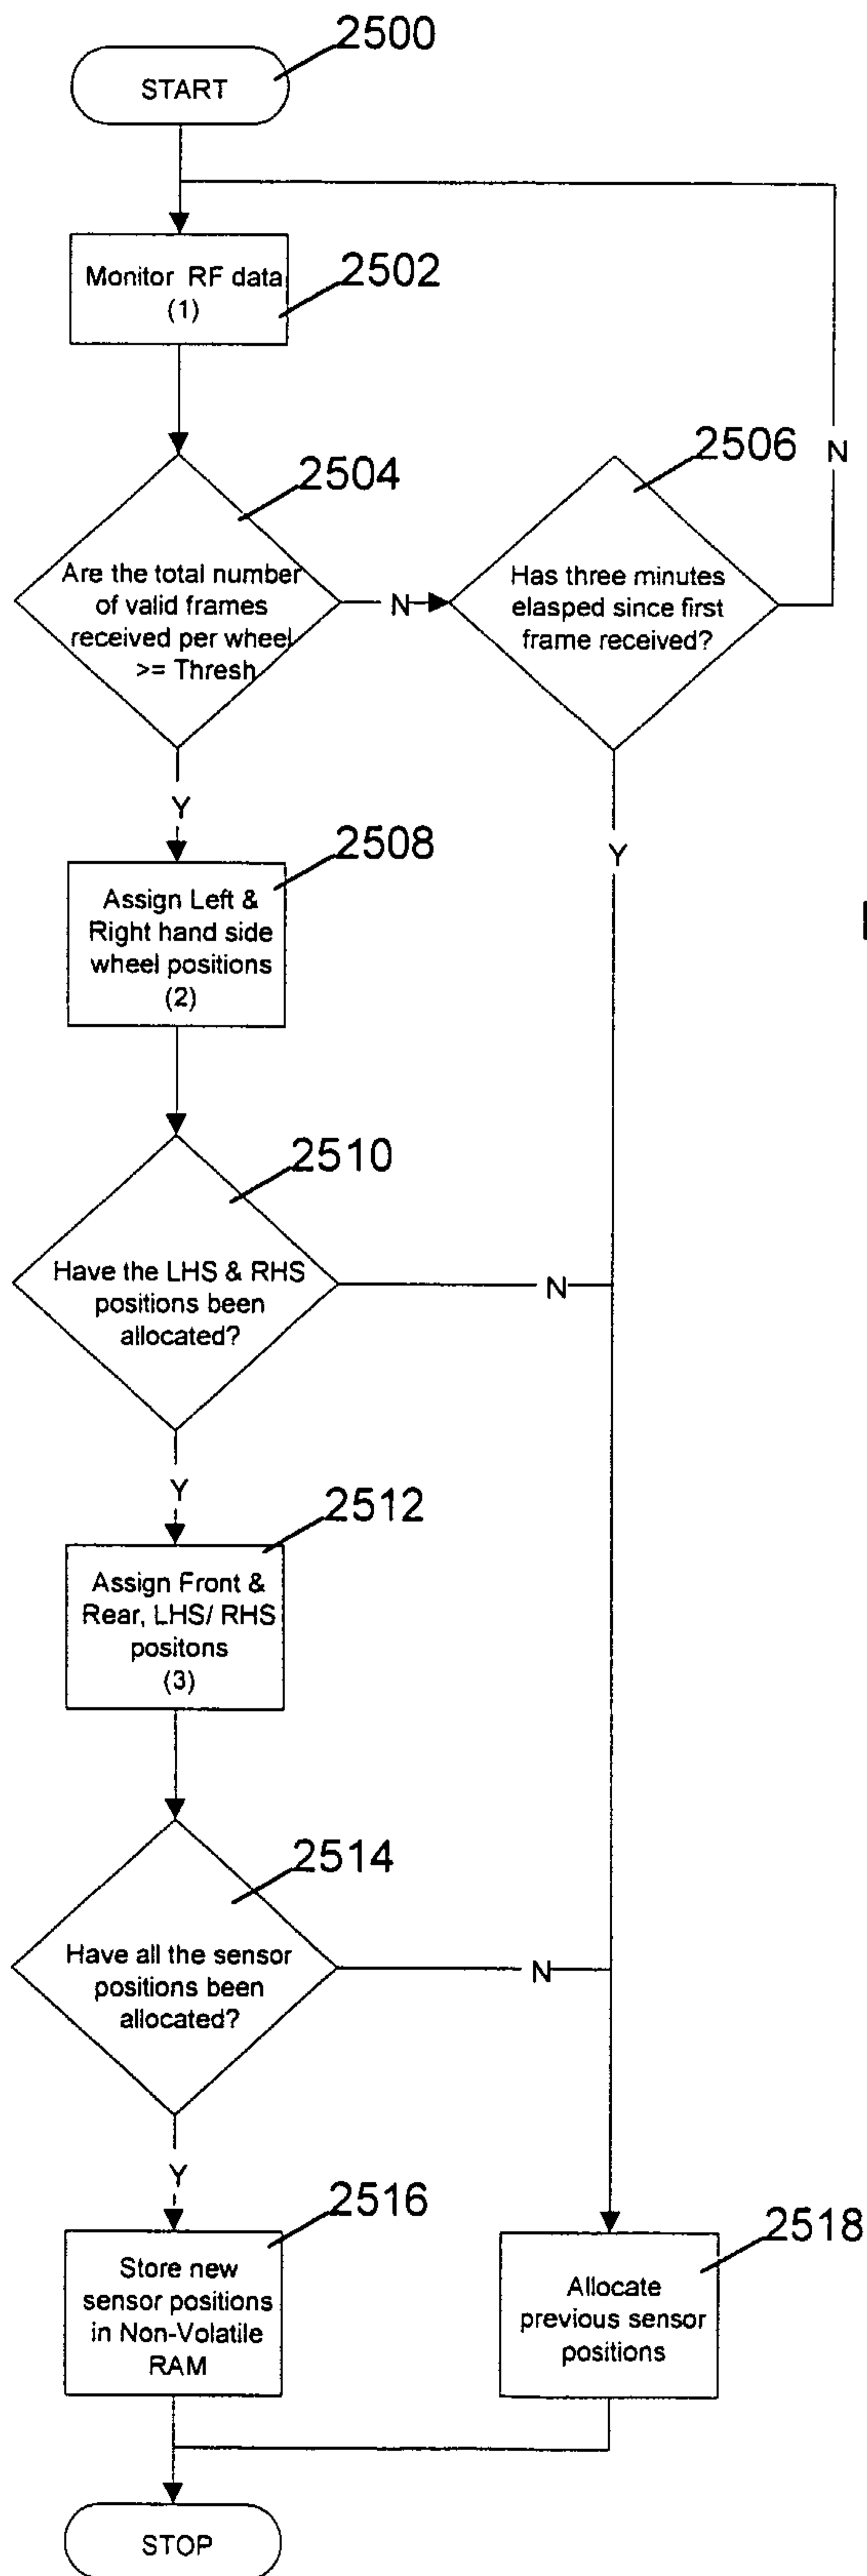 2500
START
Monitor RF data
(1)
2502
2504
Are the total number
of valid frames
received per wheel
>= Thresh
N
2506
Has three minutes
elasped since first
frame received?
N
Y
Y
2508
Assign Left &
Right hand side
wheel positions
(2)
2510
Have the LHS & RHS
positions been
allocated?
N
Y
2512
Assign Front &
Rear, LHS/ RHS
positons
(3)
2514
Have all the sensor
positions been
allocated?
N
Y
2516
Store new
sensor positions
in Non-Volatile
RAM
2518
Allocate
previous sensor
positions
STOP